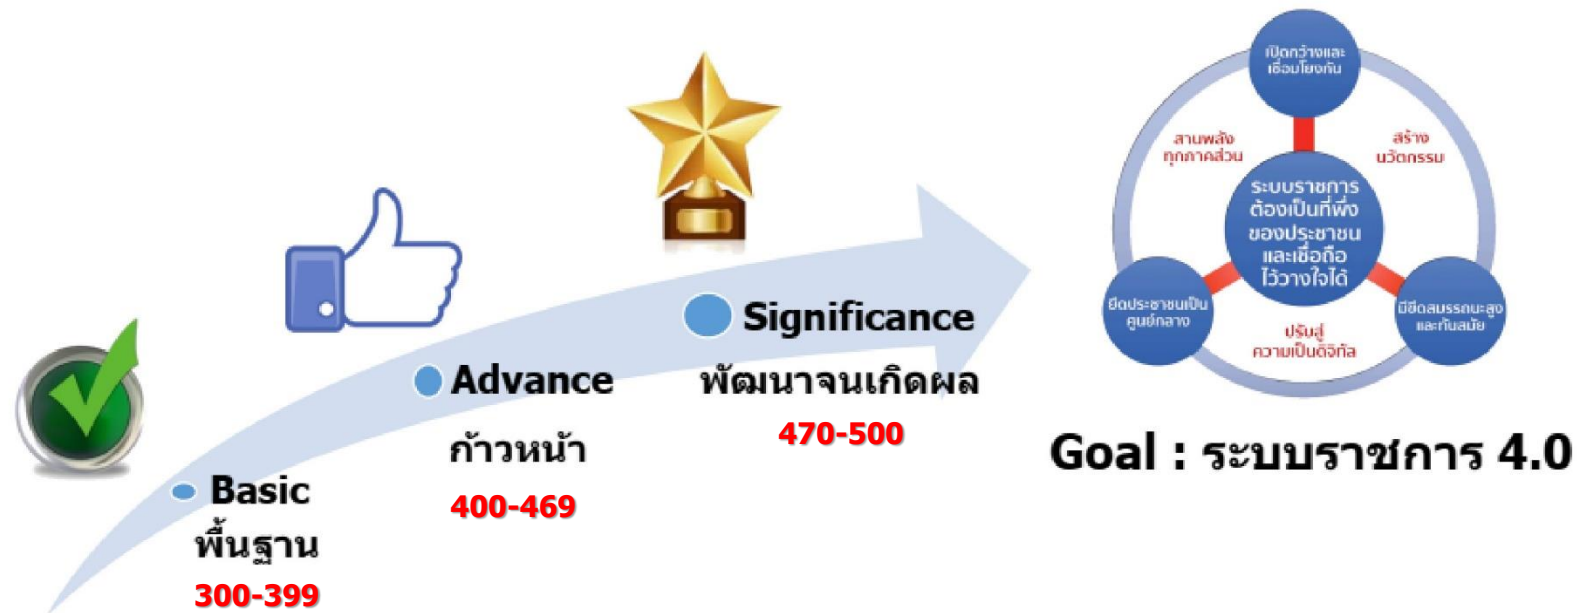 Basic
พื้นฐาน
300-399
Advance
ก้าวหน้า
400-469
Significance
พัฒนาจนเกิดผล
470-500
เปิดกว้างและ
เชื่อมโยงกัน
สานพลัง
ทุกภาคส่วน
สร้าง
นวัตกรรม
ระบบราชการ
ต้องเป็นที่พึ่ง
ของประชาชน
และเชื่อถือ
ไว้วางใจได้
ยึดประชาชนเป็น
ศูนย์กลาง
มีขีดสมรรถนะสูง
และทันสมัย
ปรับสู่
ความเป็นดิจิทัล
Goal : ระบบราชการ 4.0